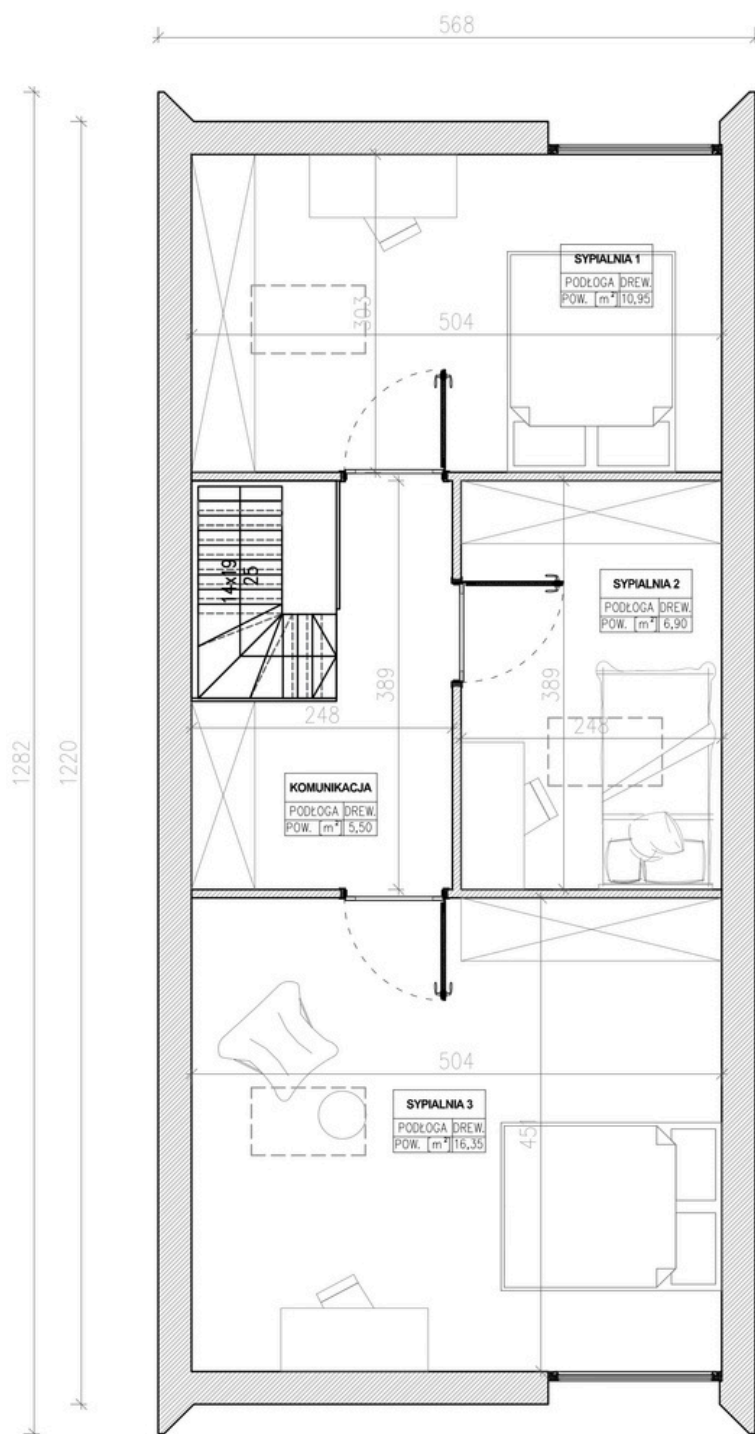 568
SYPIALNIA 1
PODŁOGA DREW.
POW. [m²] 10,95
303
504
14x19
25
SYPIALNIA 2
PODŁOGA DREW.
POW. [m²] 6,90
389
389
248
248
1282
1220
KOMUNIKACJA
PODŁOGA DREW.
POW. [m²] 5,50
504
SYPIALNIA 3
PODŁOGA DREW.
POW. [m²] 16,35
451